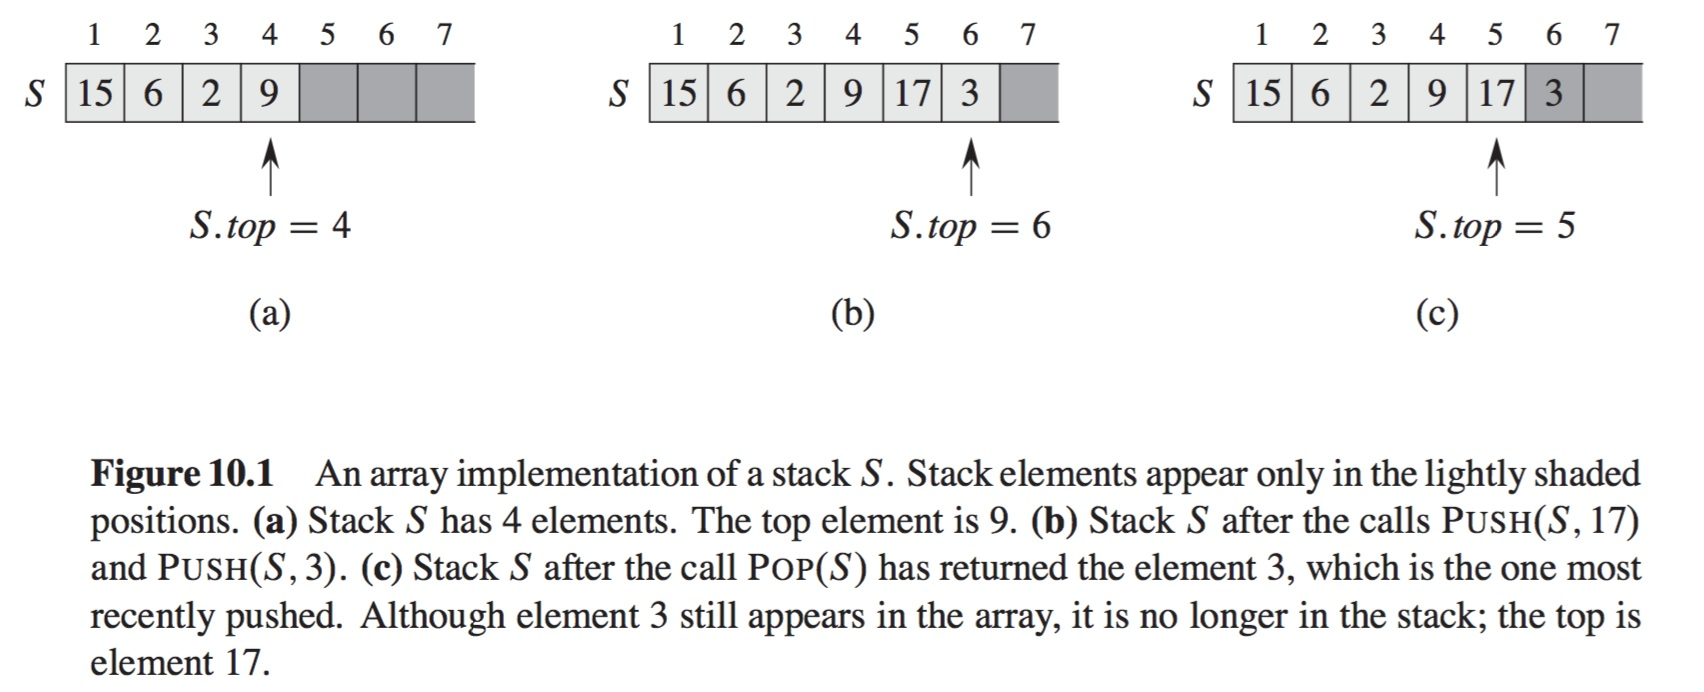 1 2 3 4 5 6 7
S 15 6 2 9
S.top = 4
(a)
1 2 3 4 5 6 7
S 15 6 2 9 17 3
S.top = 6
(b)
1 2 3 4 5 6 7
S 15 6 2 9 17 3
S.top = 5
(c)
Figure 10.1 An array implementation of a stack S. Stack elements appear only in the lightly shaded
positions. (a) Stack S has 4 elements. The top element is 9. (b) Stack S after the calls PUSH(S, 17)
and PUSH(S, 3). (c) Stack S after the call POP(S) has returned the element 3, which is the one most
recently pushed. Although element 3 still appears in the array, it is no longer in the stack; the top is
element 17.